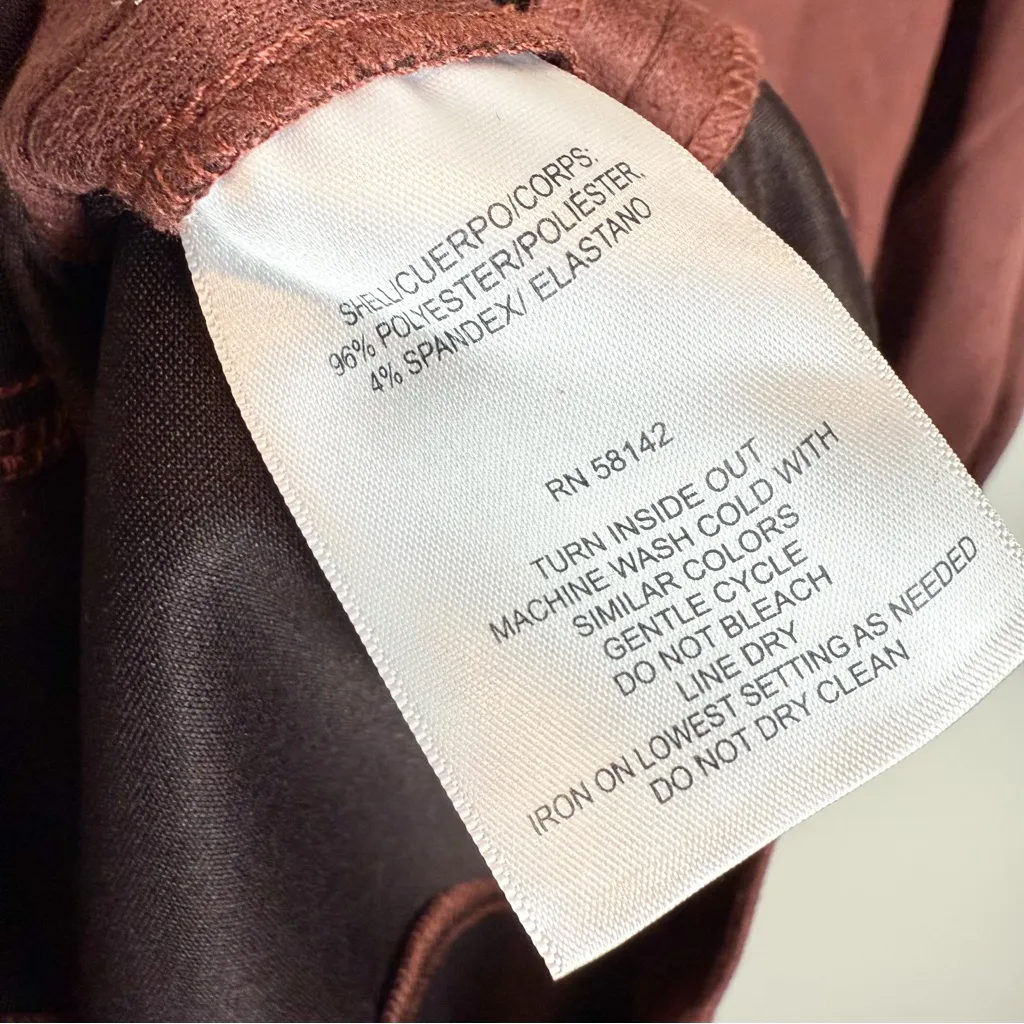 SHELL/CUERPO/CORPS:
96% POLYESTER/POLIÉSTER,
4% SPANDEX/ ELASTANO
RN 58142
TURN INSIDE OUT
MACHINE WASH COLD WITH
SIMILAR COLORS
GENTLE CYCLE
DO NOT BLEACH
LINE DRY
IRON ON LOWEST SETTING AS NEEDED
DO NOT DRY CLEAN